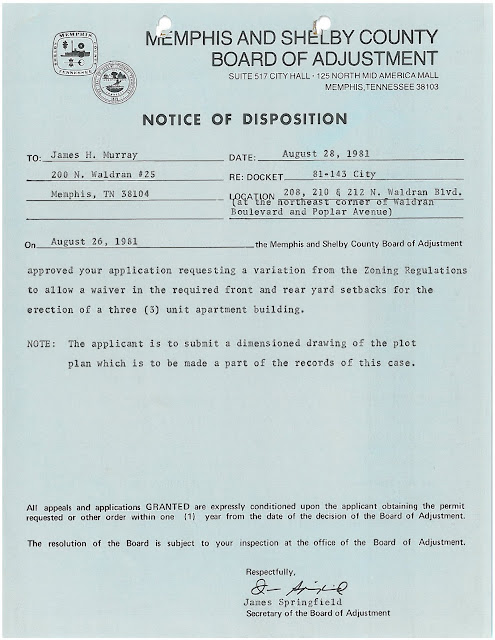 MEMPHIS
TENNESSEE
MEMPHIS AND SHELBY COUNTY
BOARD OF ADJUSTMENT
SUITE 517 CITY HALL · 125 NORTH MID AMERICA MALL
MEMPHIS, TENNESSEE 38103
NOTICE OF DISPOSITION
TO: James H. Murray
200 N. Waldran #25
Memphis, TN 38104
DATE: August 28, 1981
RE: DOCKET 81-143 City
LOCATION 208, 210 & 212 N. Waldran Blvd.
(at the northeast corner of Waldran
Boulevard and Poplar Avenue)
On August 26, 1981 the Memphis and Shelby County Board of Adjustment
approved your application requesting a variation from the Zoning Regulations
to allow a waiver in the required front and rear yard setbacks for the
erection of a three (3) unit apartment building.
NOTE: The applicant is to submit a dimensioned drawing of the plot
plan which is to be made a part of the records of this case.
All appeals and applications GRANTED are expressly conditioned upon the applicant obtaining the permit
requested or other order within one (1) year from the date of the decision of the Board of Adjustment.
The resolution of the Board is subject to your inspection at the office of the Board of Adjustment.
Respectfully,
James Springfield
Secretary of the Board of Adjustment